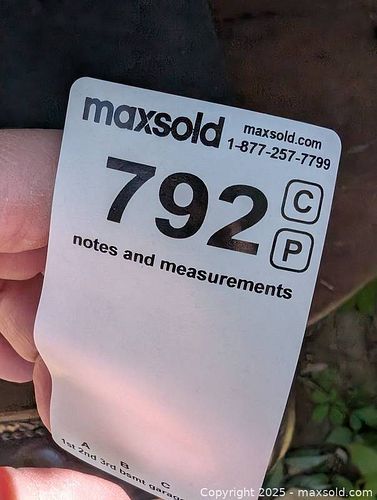 maxsold
maxsold.com
1-877-257-7799
792
C
P
notes and measurements
A B C
1st 2nd 3rd bsmt garag
Copyright © 2025 - maxsold.com